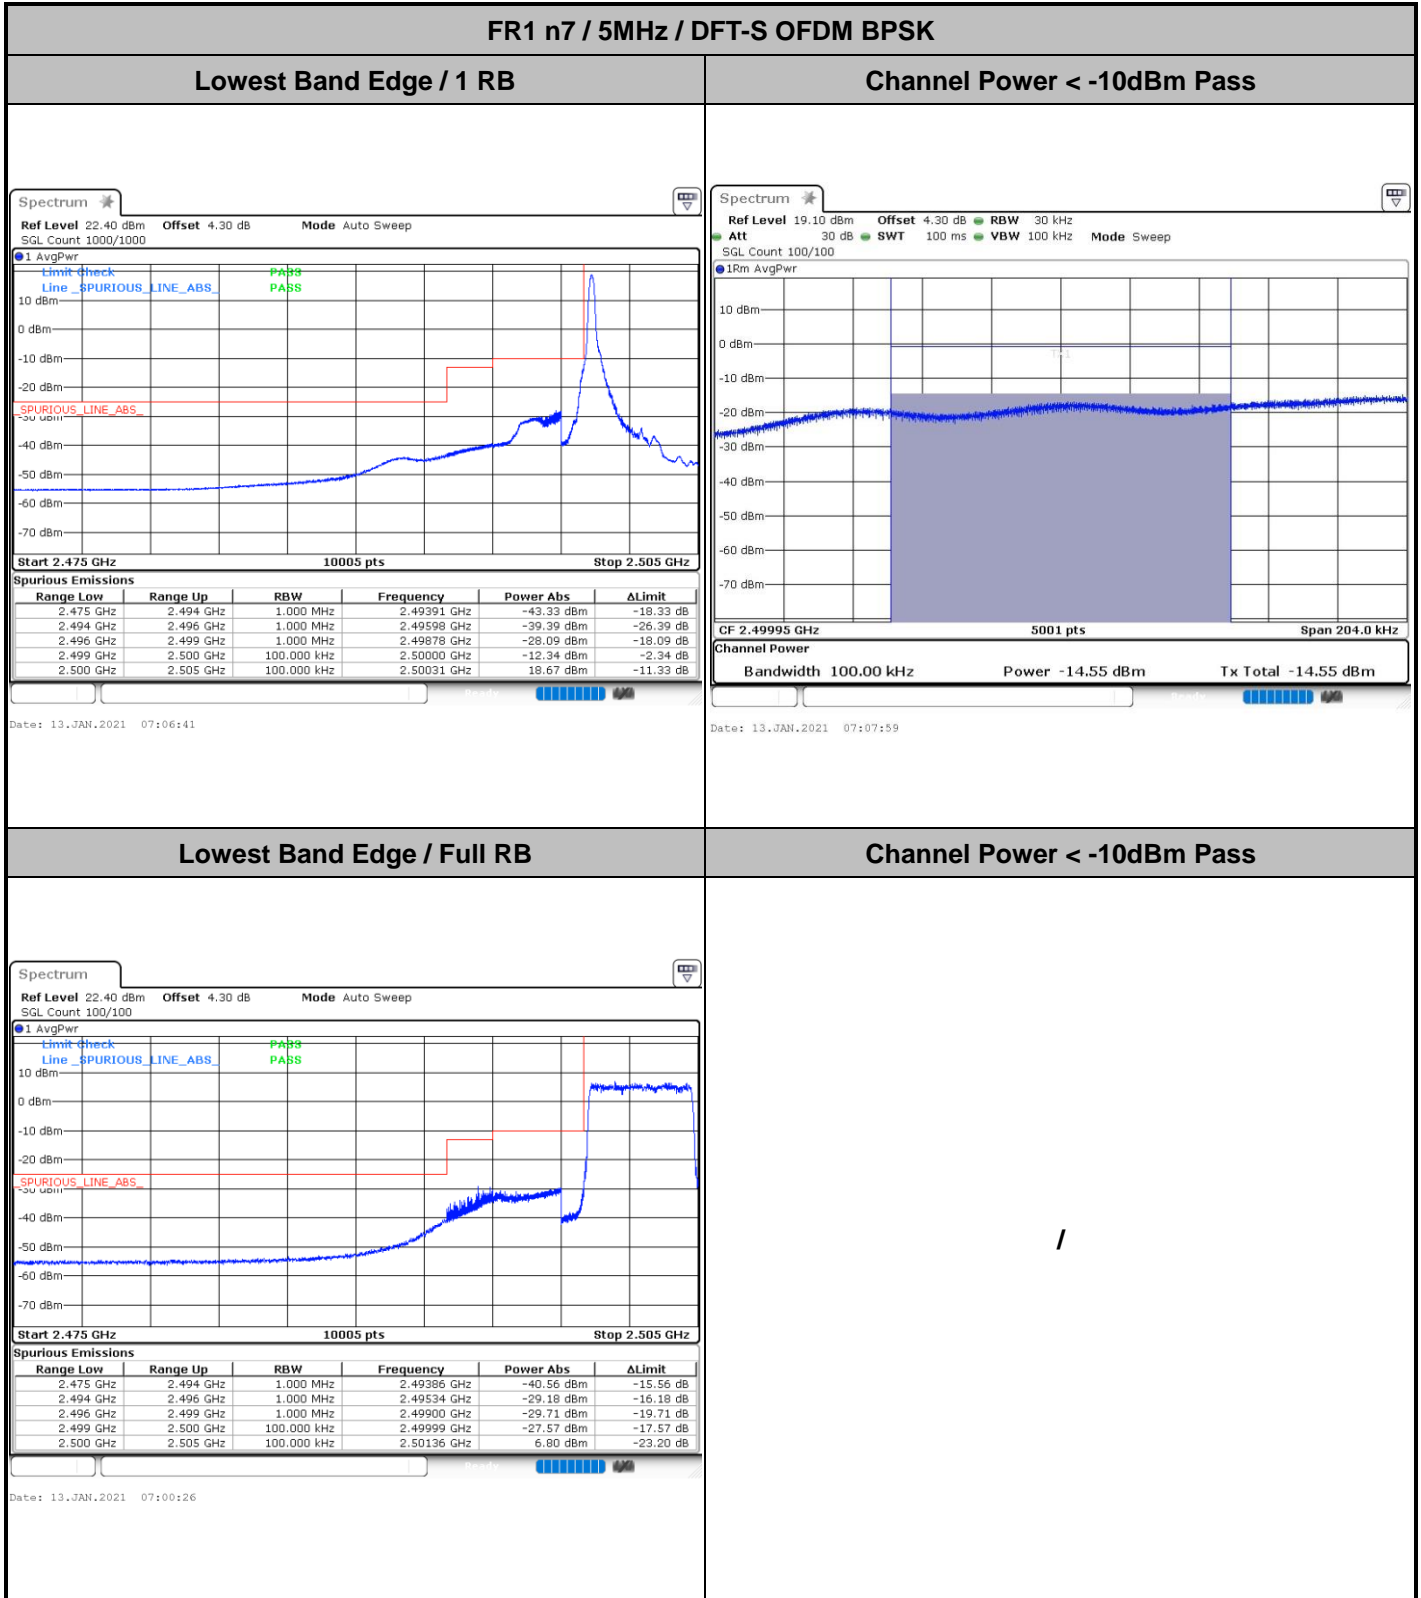 FR1 n7 / 5MHz / DFT-S OFDM BPSK
Lowest Band Edge / 1 RB
Channel Power < -10dBm Pass
Spectrum
Ref Level 22.40 dBm Offset 4.30 dB Mode Auto Sweep
SGL Count 1000/1000
1 AvgPwr
Limit Check PASS
Line _SPURIOUS_LINE_ABS_ PASS
10 dBm
0 dBm
-10 dBm
-20 dBm
_SPURIOUS_LINE_ABS_
-30 dBm
-40 dBm
-50 dBm
-60 dBm
-70 dBm
Start 2.475 GHz 10005 pts Stop 2.505 GHz
Spurious Emissions
Range Low Range Up RBW Frequency Power Abs ΔLimit
2.475 GHz 2.494 GHz 1.000 MHz 2.49391 GHz -43.33 dBm -18.33 dB
2.494 GHz 2.496 GHz 1.000 MHz 2.49598 GHz -39.39 dBm -26.39 dB
2.496 GHz 2.499 GHz 1.000 MHz 2.49878 GHz -28.09 dBm -18.09 dB
2.499 GHz 2.500 GHz 100.000 kHz 2.50000 GHz -12.34 dBm -2.34 dB
2.500 GHz 2.505 GHz 100.000 kHz 2.50031 GHz 18.67 dBm -11.33 dB
Ready
Date: 13.JAN.2021 07:06:41
Spectrum
Ref Level 19.10 dBm Offset 4.30 dB RBW 30 kHz
Att 30 dB SWT 100 ms VBW 100 kHz Mode Sweep
SGL Count 100/100
1Rm AvgPwr
10 dBm
0 dBm
Tx1
-10 dBm
-20 dBm
-30 dBm
-40 dBm
-50 dBm
-60 dBm
-70 dBm
CF 2.49995 GHz 5001 pts Span 204.0 kHz
Channel Power
Bandwidth 100.00 kHz Power -14.55 dBm Tx Total -14.55 dBm
Ready
Date: 13.JAN.2021 07:07:59
Lowest Band Edge / Full RB
Channel Power < -10dBm Pass
Spectrum
Ref Level 22.40 dBm Offset 4.30 dB Mode Auto Sweep
SGL Count 100/100
1 AvgPwr
Limit Check PASS
Line _SPURIOUS_LINE_ABS_ PASS
10 dBm
0 dBm
-10 dBm
-20 dBm
_SPURIOUS_LINE_ABS_
-30 dBm
-40 dBm
-50 dBm
-60 dBm
-70 dBm
Start 2.475 GHz 10005 pts Stop 2.505 GHz
Spurious Emissions
Range Low Range Up RBW Frequency Power Abs ΔLimit
2.475 GHz 2.494 GHz 1.000 MHz 2.49386 GHz -40.56 dBm -15.56 dB
2.494 GHz 2.496 GHz 1.000 MHz 2.49534 GHz -29.18 dBm -16.18 dB
2.496 GHz 2.499 GHz 1.000 MHz 2.49900 GHz -29.71 dBm -19.71 dB
2.499 GHz 2.500 GHz 100.000 kHz 2.49999 GHz -27.57 dBm -17.57 dB
2.500 GHz 2.505 GHz 100.000 kHz 2.50136 GHz 6.80 dBm -23.20 dB
Ready
Date: 13.JAN.2021 07:00:26
/